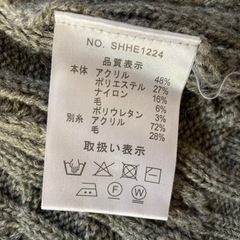 NO. SHHE1224
品質表示
本体 アクリル 48%
ポリエステル 27%
ナイロン 16%
毛 6%
ポリウレタン 3%
別糸 アクリル 72%
毛 28%
取扱い表示
F W